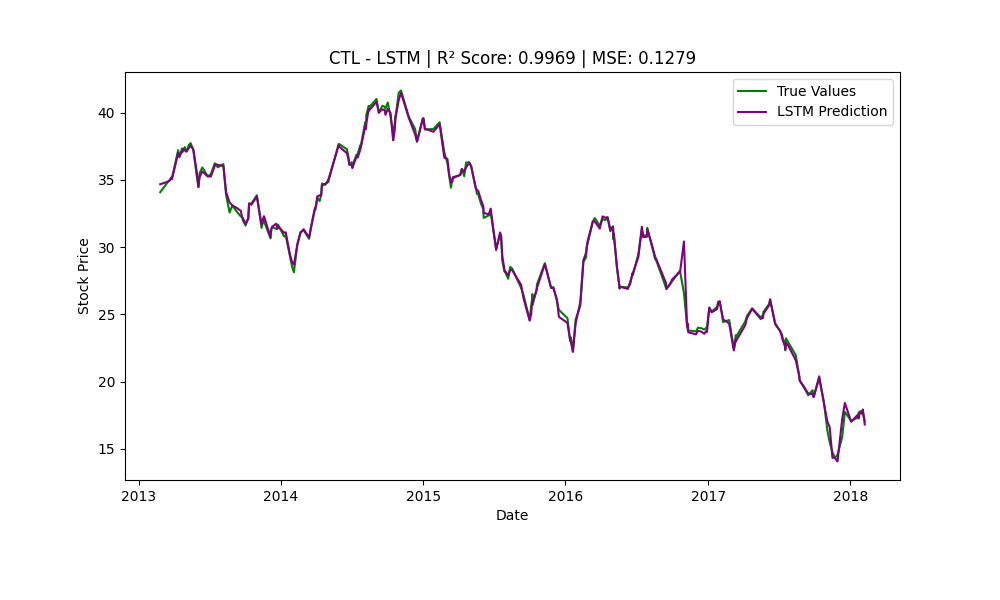 CTL - LSTM | R² Score: 0.9969 | MSE: 0.1279
True Values
LSTM Prediction
Stock Price
40
35
30
25
20
15
2013 2014 2015 2016 2017 2018
Date